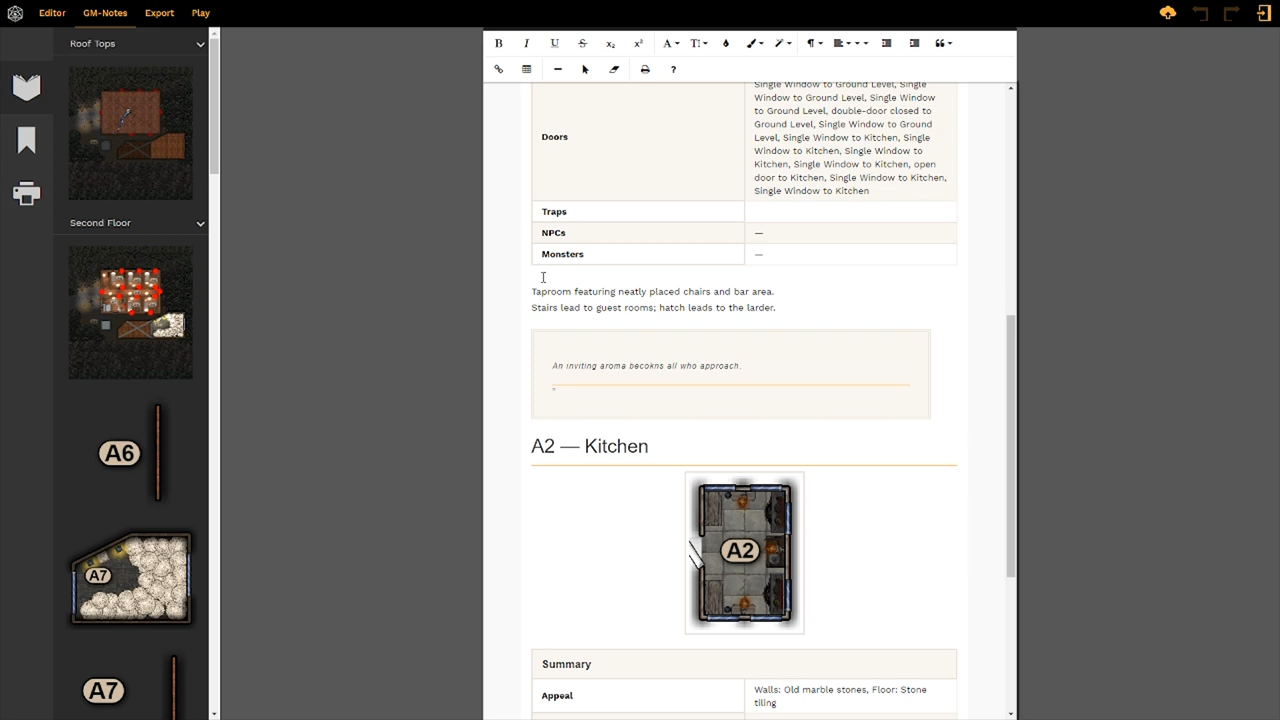 Editor GM-Notes Export Play
Roof Tops
Second Floor
A6
A7
A7
B I U S x₂ x²
A T
?
Doors
Single Window to Ground Level, Single
Window to Ground Level, Single Window
to Ground Level, double-door closed to
Ground Level, Single Window to Ground
Level, Single Window to Kitchen, Single
Window to Kitchen, Single Window to
Kitchen, Single Window to Kitchen, open
door to Kitchen, Single Window to Kitchen,
Single Window to Kitchen
Traps
NPCs —
Monsters —
Taproom featuring neatly placed chairs and bar area.
Stairs lead to guest rooms; hatch leads to the larder.
An inviting aroma becokns all who approach.
A2 — Kitchen
A2
Summary
Appeal
Walls: Old marble stones, Floor: Stone
tiling